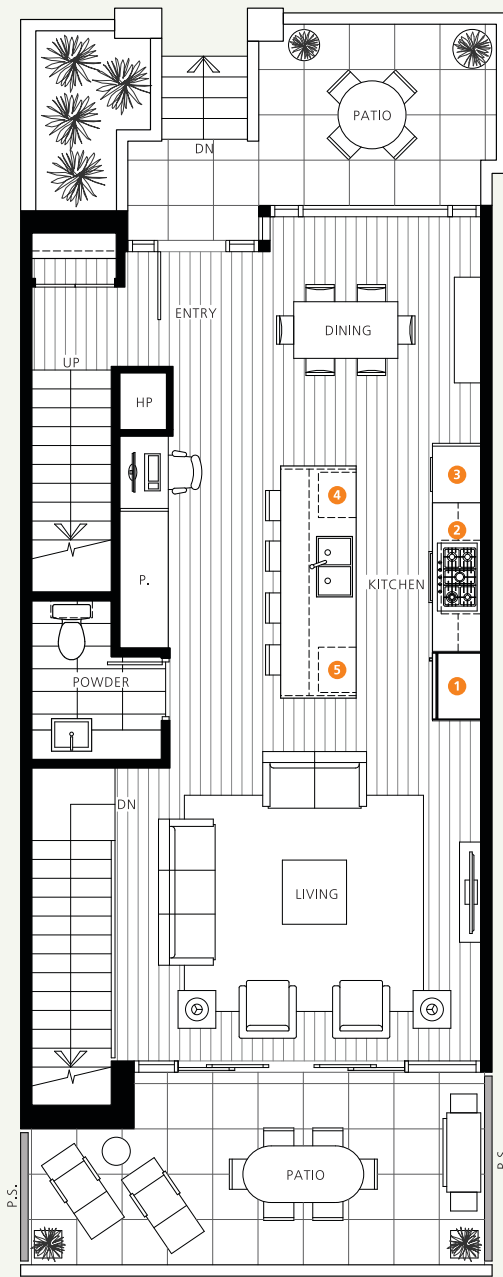 PATIO
DN
ENTRY
DINING
UP
HP
3
4
2
P.
KITCHEN
5
1
POWDER
DN
LIVING
PATIO
P.S.
P.S.